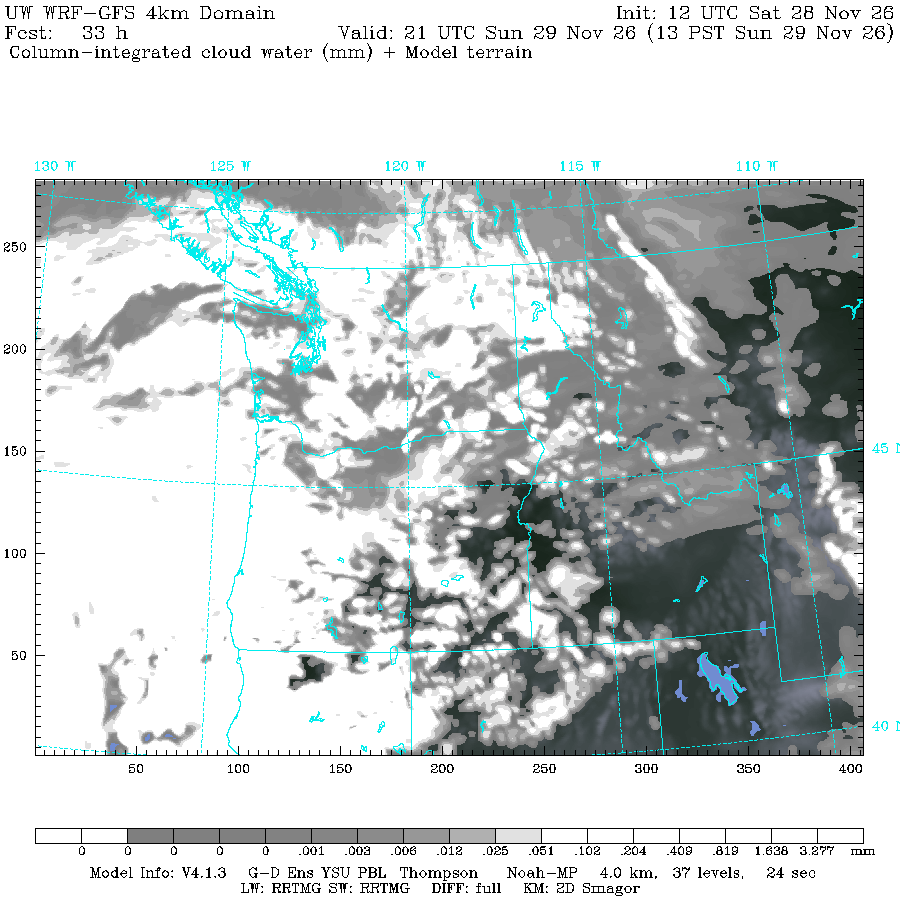 UW WRF-GFS 4km Domain Init: 12 UTC Sat 28 Nov 26
Fcst: 33 h Valid: 21 UTC Sun 29 Nov 26 (13 PST Sun 29 Nov 26)
Column-integrated cloud water (mm) + Model terrain
130 W 125 W 120 W 115 W 110 W
250
200
150
100
50
45 N
40 N
50 100 150 200 250 300 350 400
0 0 0 0 0 .001 .003 .006 .012 .025 .051 .102 .204 .409 .819 1.638 3.277 mm
Model Info: V4.1.3 G-D Ens YSU PBL Thompson Noah-MP 4.0 km, 37 levels, 24 sec
LW: RRTMG SW: RRTMG DIFF: full KM: 2D Smagor